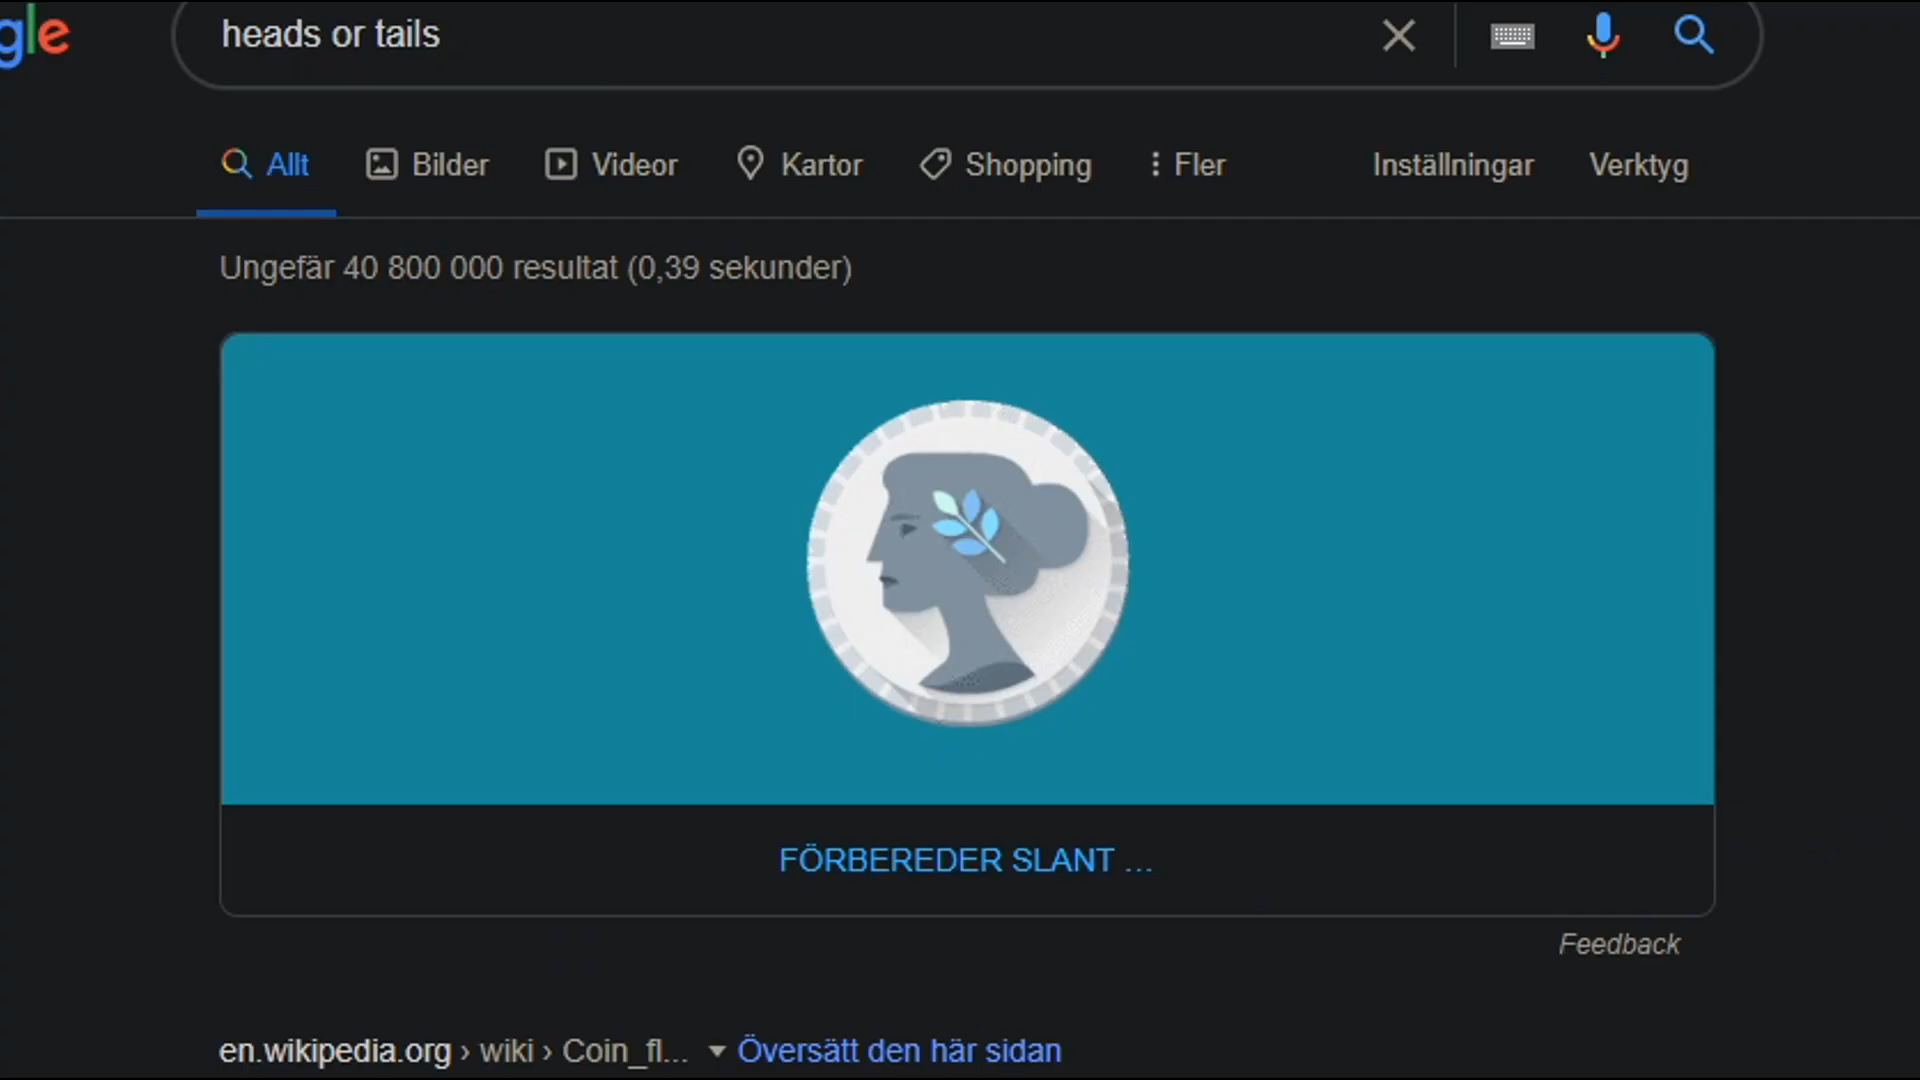 gle
heads or tails
Allt Bilder Videor Kartor Shopping Fler Inställningar Verktyg
Ungefär 40 800 000 resultat (0,39 sekunder)
FÖRBEREDER SLANT ...
Feedback
en.wikipedia.org › wiki › Coin_fl... Översätt den här sidan